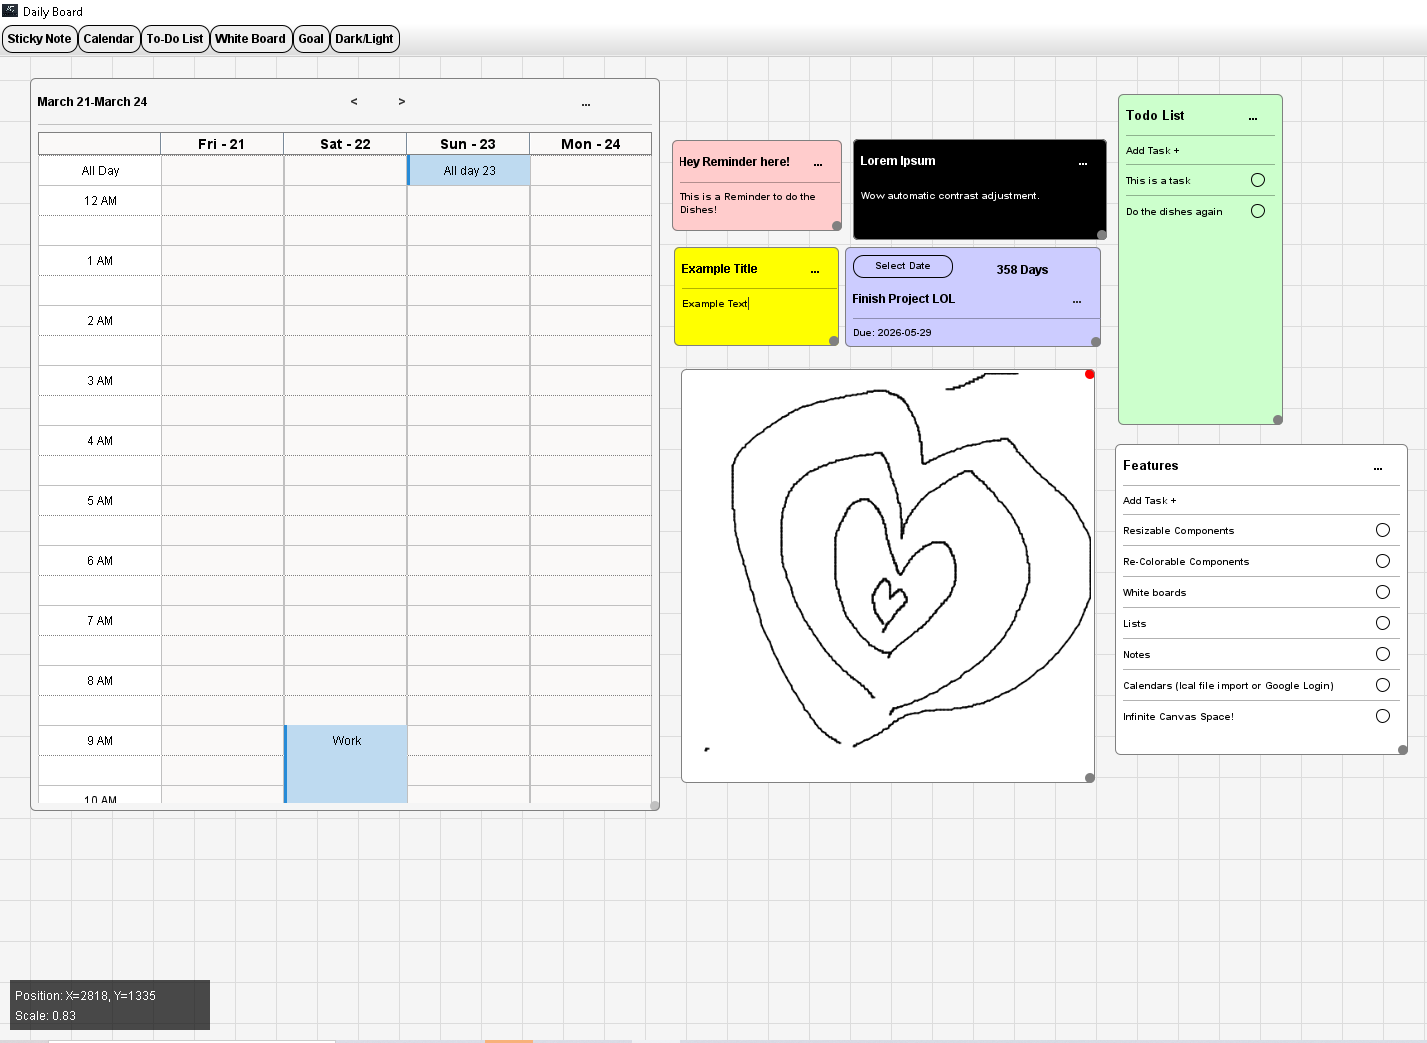 Daily Board
Sticky Note Calendar To-Do List White Board Goal Dark/Light
March 21-March 24 < > ...
Fri - 21 Sat - 22 Sun - 23 Mon - 24
All Day All day 23
12 AM
1 AM
2 AM
3 AM
4 AM
5 AM
6 AM
7 AM
8 AM
9 AM Work
10 AM
Hey Reminder here! ...
This is a Reminder to do the
Dishes!
Lorem Ipsum ...
Wow automatic contrast adjustment.
Example Title ...
Example Text
Select Date 358 Days
Finish Project LOL ...
Due: 2026-05-29
Todo List ...
Add Task +
This is a task
Do the dishes again
Features ...
Add Task +
Resizable Components
Re-Colorable Components
White boards
Lists
Notes
Calendars (Ical file import or Google Login)
Infinite Canvas Space!
Position: X=2818, Y=1335
Scale: 0.83